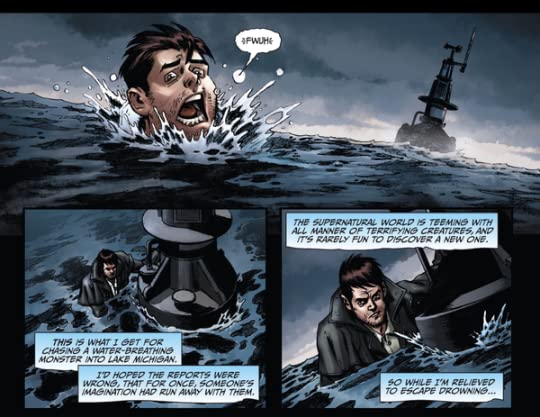 FWUH
THIS IS WHAT I GET FOR
CHASING A WATER-BREATHING
MONSTER INTO LAKE MICHIGAN.
I'D HOPED THE REPORTS WERE
WRONG, THAT FOR ONCE, SOMEONE'S
IMAGINATION HAD RUN AWAY WITH THEM.
THE SUPERNATURAL WORLD IS TEEMING WITH
ALL MANNER OF TERRIFYING CREATURES, AND
IT'S RARELY FUN TO DISCOVER A NEW ONE.
SO WHILE I'M RELIEVED
TO ESCAPE DROWNING...